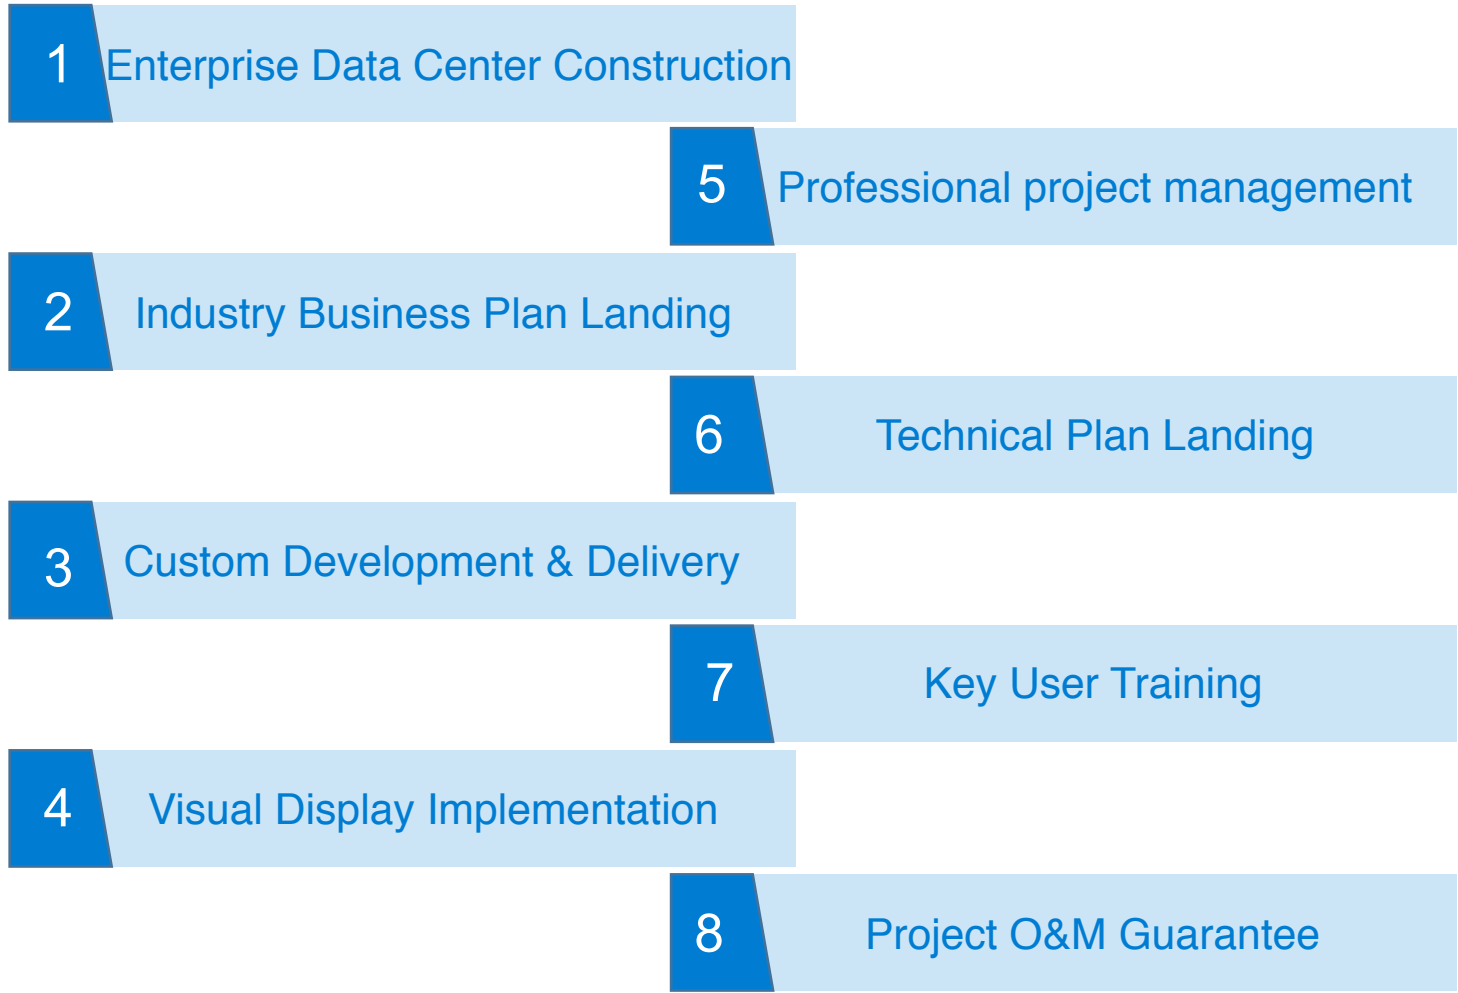 1 Enterprise Data Center Construction
5 Professional project management
2 Industry Business Plan Landing
6 Technical Plan Landing
3 Custom Development & Delivery
7 Key User Training
4 Visual Display Implementation
8 Project O&M Guarantee